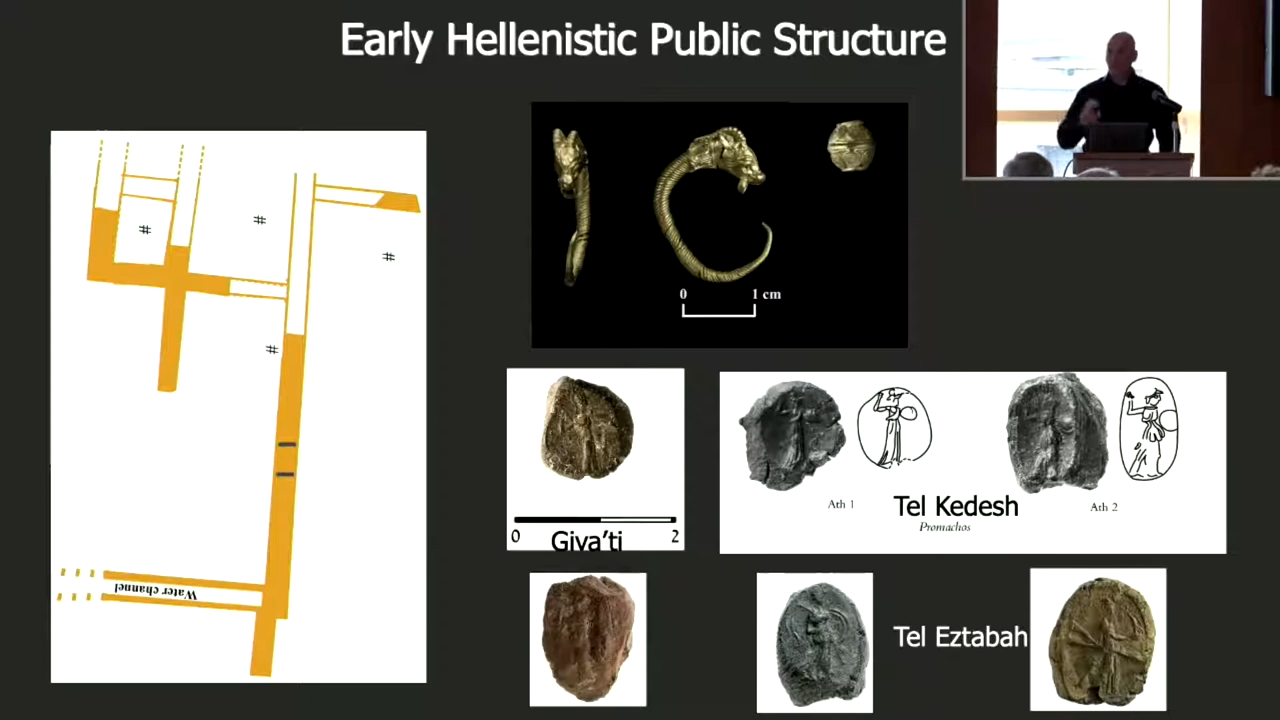 Early Hellenistic Public Structure
#
#
#
#
Water channel
0 1 cm
0 2
Giva'ti
Ath 1
Tel Kedesh
Promachos
Ath 2
Tel Eztabah